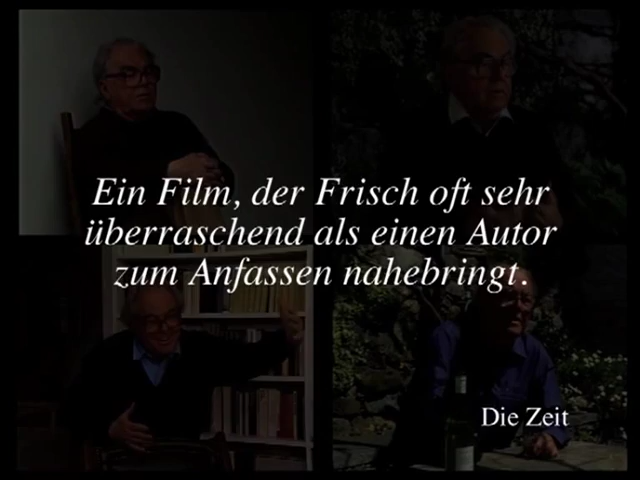 Ein Film, der Frisch oft sehr
überraschend als einen Autor
zum Anfassen nahebringt.
Die Zeit